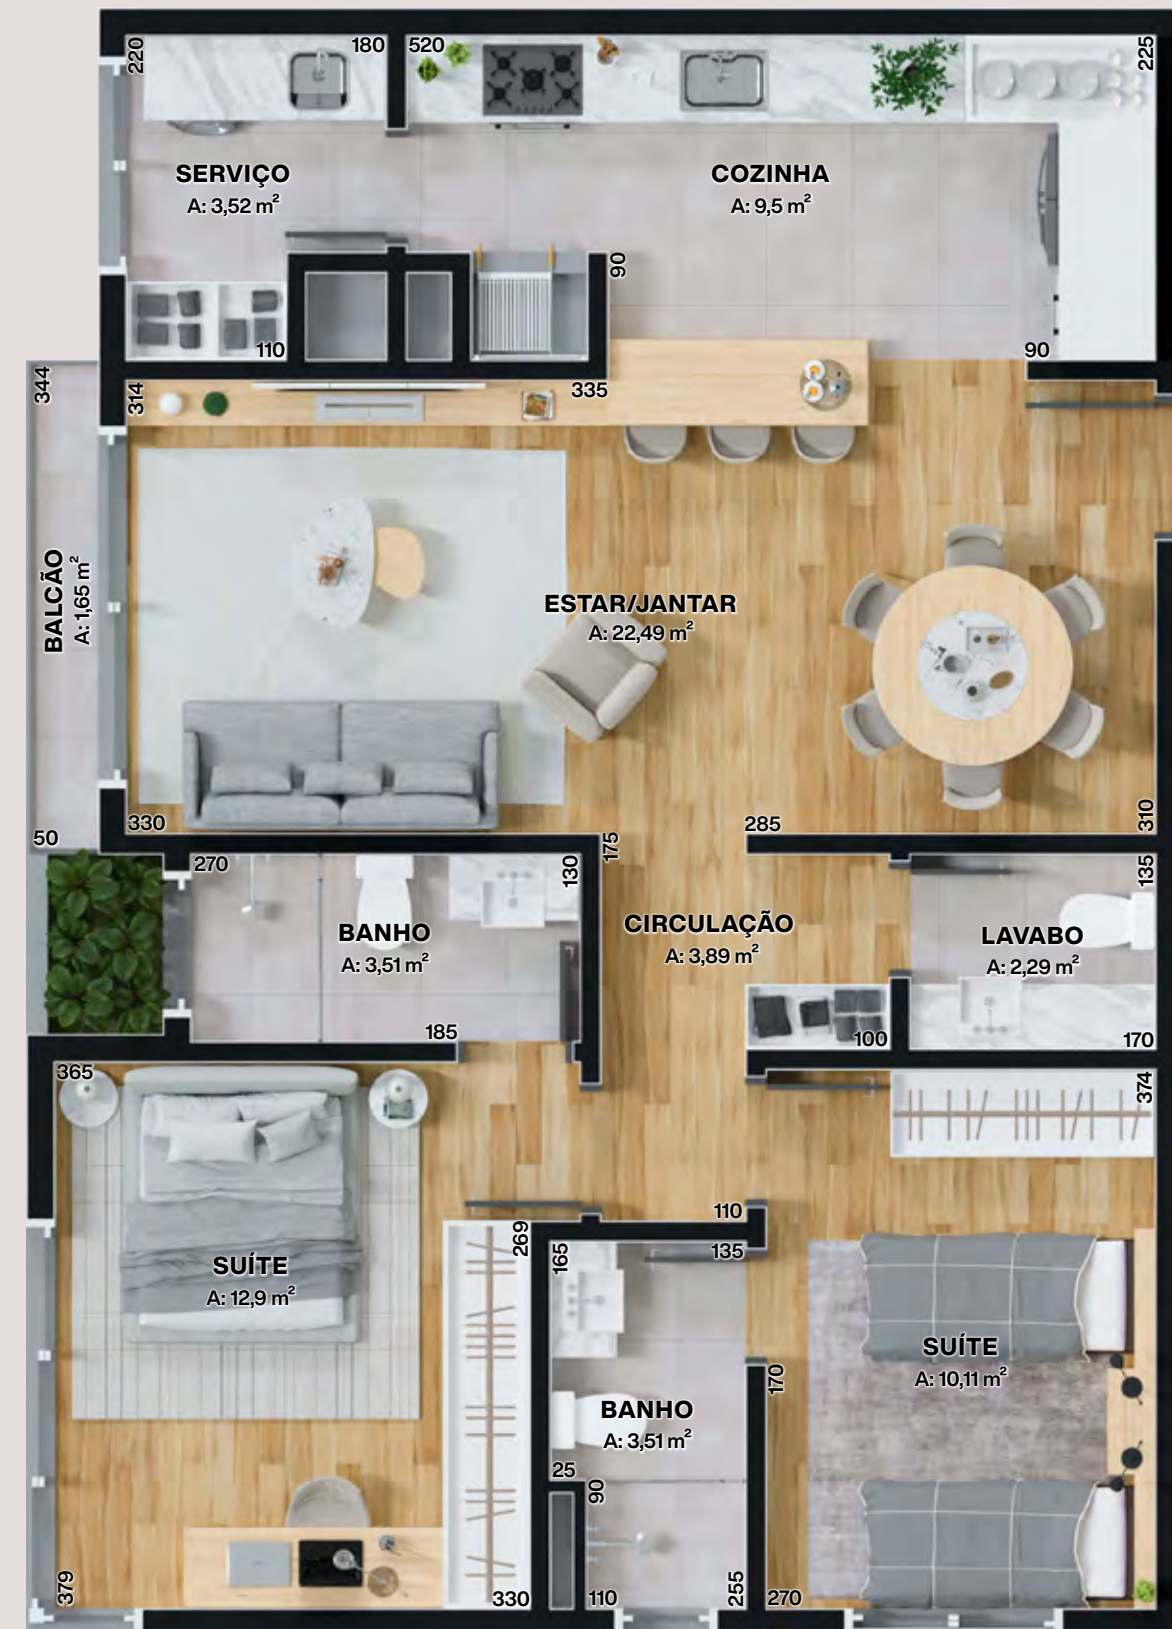 220
180
520
225
SERVIÇO
A: 3,52 m²
COZINHA
A: 9,5 m²
90
110
90
344
314
335
BALCÃO
A: 1,65 m²
ESTAR/JANTAR
A: 22,49 m²
50
330
175
285
310
270
130
135
BANHO
A: 3,51 m²
CIRCULAÇÃO
A: 3,89 m²
LAVABO
A: 2,29 m²
185
100
170
365
374
110
269
165
135
SUÍTE
A: 12,9 m²
SUÍTE
A: 10,11 m²
170
BANHO
A: 3,51 m²
25
90
379
330
110
255
270